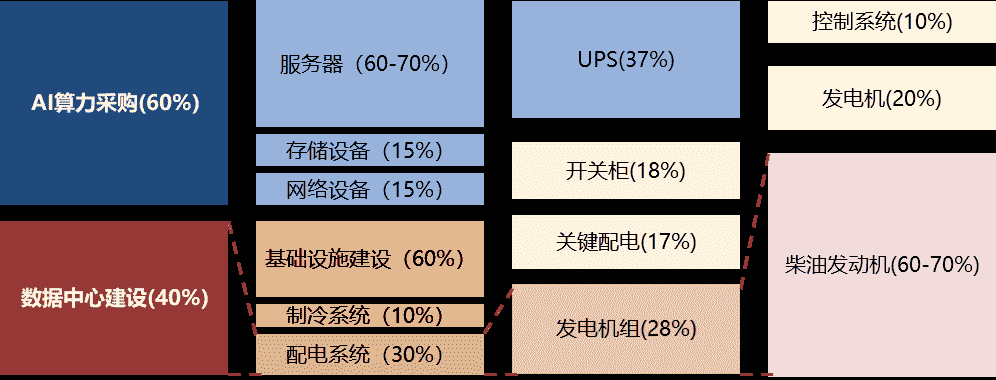 AI算力采购(60%)
数据中心建设(40%)
服务器（60-70%）
存储设备（15%）
网络设备（15%）
基础设施建设（60%）
制冷系统（10%）
配电系统（30%）
UPS(37%)
开关柜(18%)
关键配电(17%)
发电机组(28%)
控制系统(10%)
发电机(20%)
柴油发动机(60-70%)